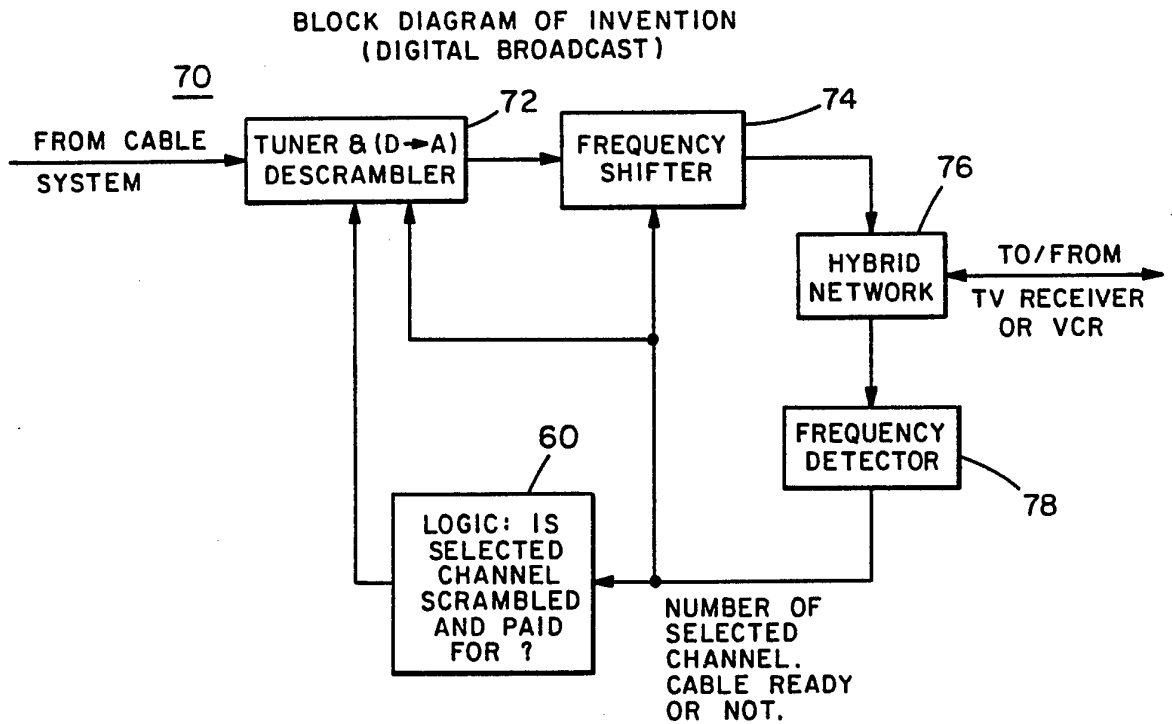 BLOCK DIAGRAM OF INVENTION
(DIGITAL BROADCAST)
70
FROM CABLE
SYSTEM
72
TUNER & (D→A)
DESCRAMBLER
74
FREQUENCY
SHIFTER
76
HYBRID
NETWORK
TO/FROM
TV RECEIVER
OR VCR
FREQUENCY
DETECTOR
78
60
LOGIC: IS
SELECTED
CHANNEL
SCRAMBLED
AND PAID
FOR ?
NUMBER OF
SELECTED
CHANNEL.
CABLE READY
OR NOT.